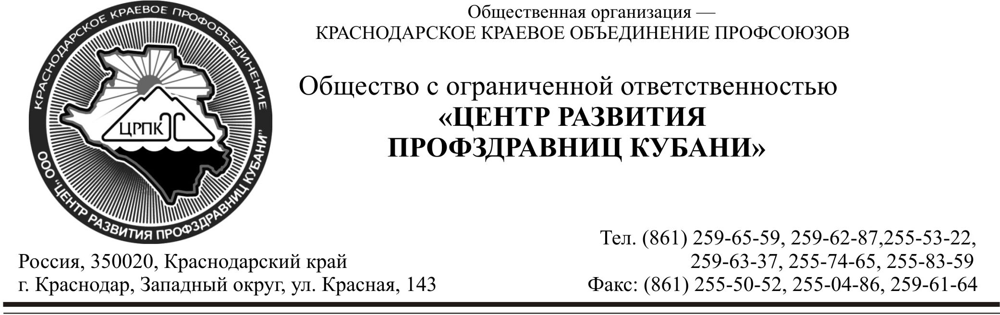 КРАСНОДАРСКОЕ КРАЕВОЕ ПРОФОБЪЕДИНЕНИЕ
ООО “ЦЕНТР РАЗВИТИЯ ПРОФЗДРАВНИЦ КУБАНИ”
ЦРПК
Общественная организация —
КРАСНОДАРСКОЕ КРАЕВОЕ ОБЪЕДИНЕНИЕ ПРОФСОЮЗОВ
Общество с ограниченной ответственностью
«ЦЕНТР РАЗВИТИЯ
ПРОФЗДРАВНИЦ КУБАНИ»
Россия, 350020, Краснодарский край
г. Краснодар, Западный округ, ул. Красная, 143
Тел. (861) 259-65-59, 259-62-87,255-53-22,
259-63-37, 255-74-65, 255-83-59
Факс: (861) 255-50-52, 255-04-86, 259-61-64